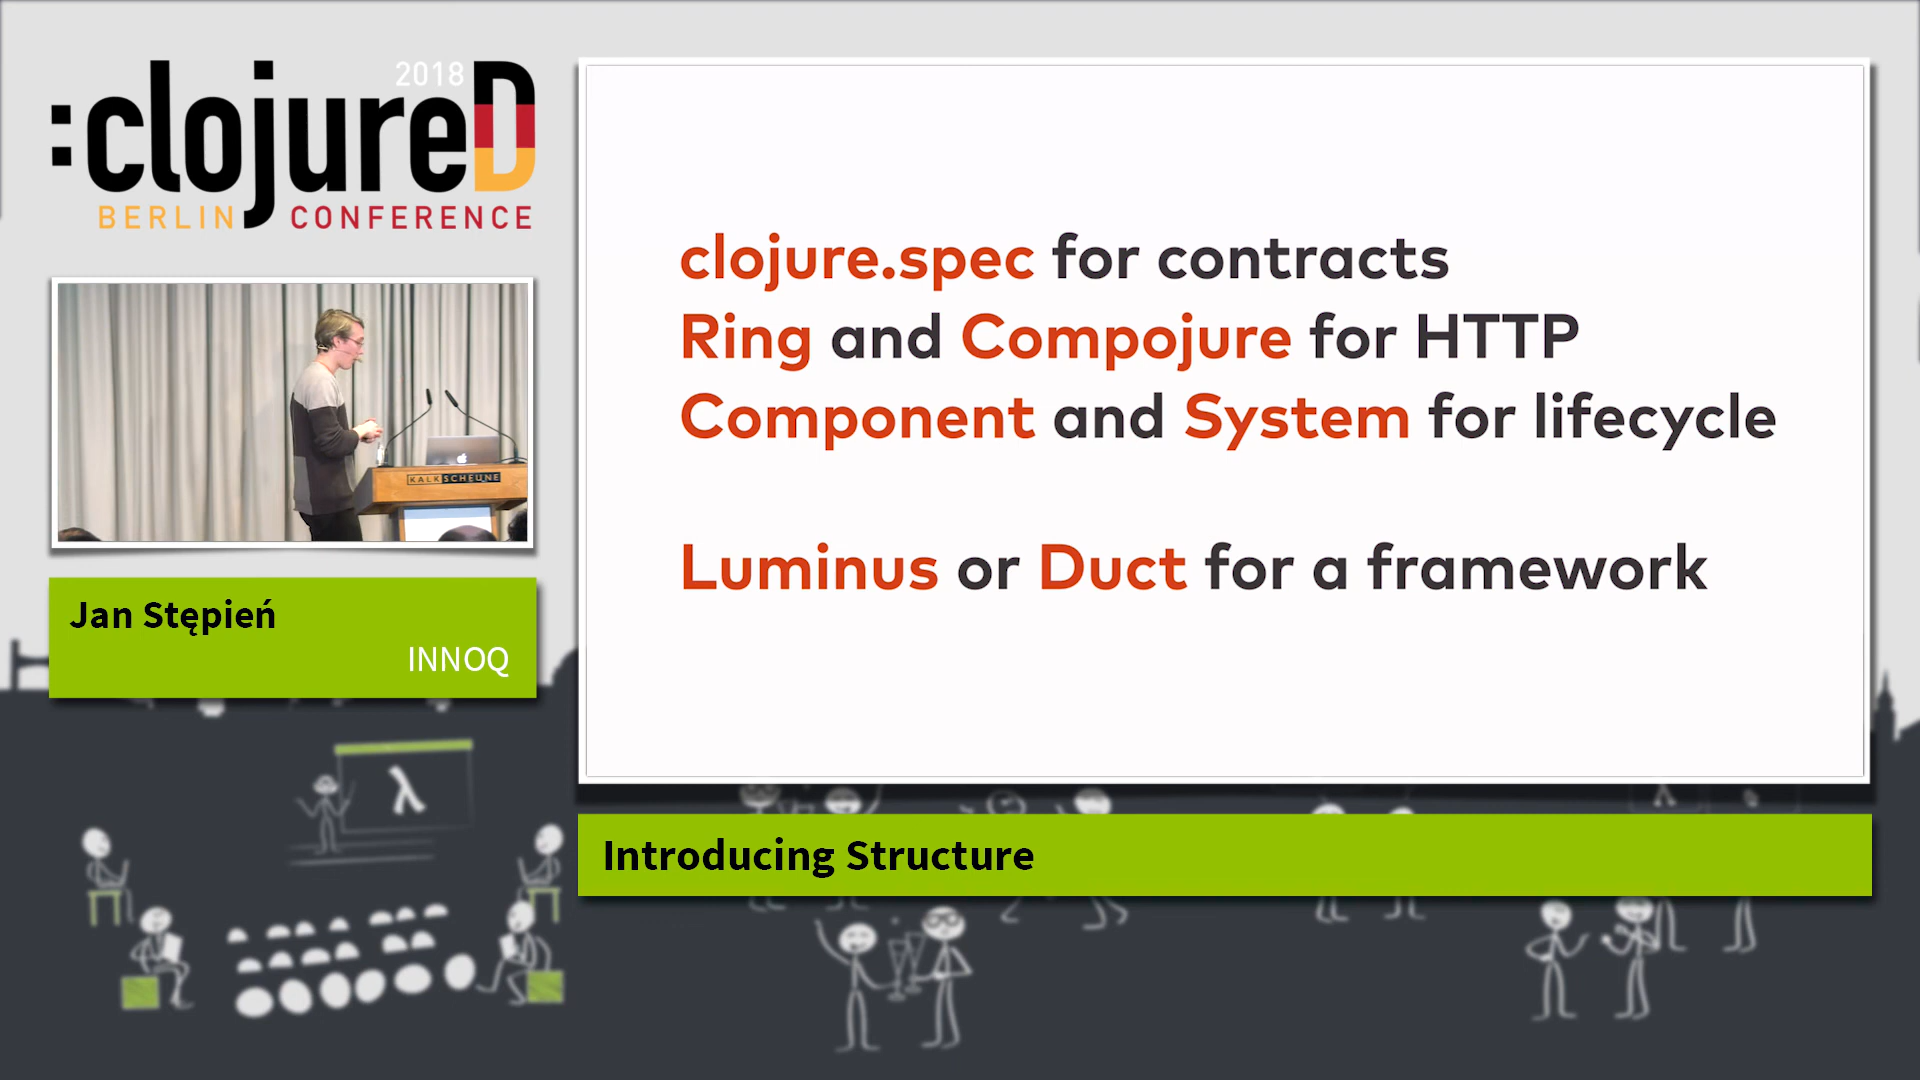 2018
:clojureD
BERLIN CONFERENCE
clojure.spec for contracts
Ring and Compojure for HTTP
Component and System for lifecycle
Luminus or Duct for a framework
KALKSCHEUNE
Jan Stępień
INNOQ
λ
Introducing Structure